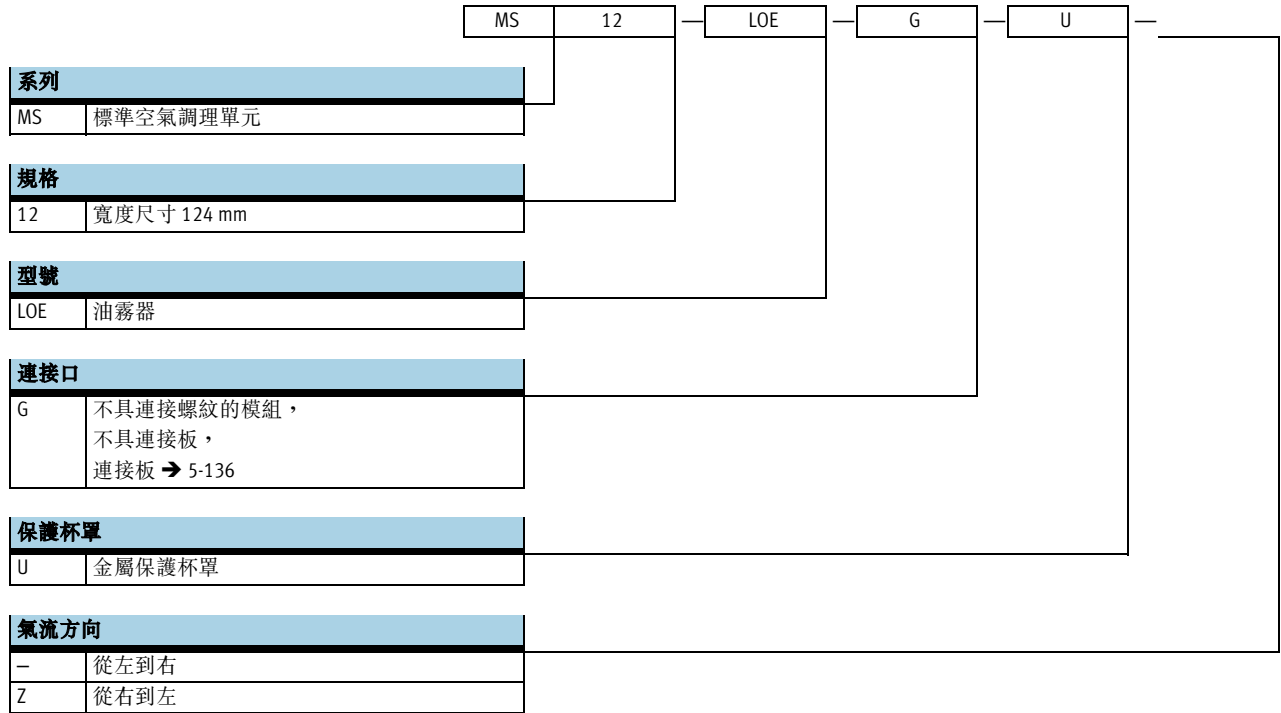 MS 12 — LOE — G — U —
系列
MS 標準空氣調理單元
規格
12 寬度尺寸 124 mm
型號
LOE 油霧器
連接口
G 不具連接螺紋的模組，
不具連接板，
連接板 ➔ 5-136
保護杯罩
U 金屬保護杯罩
氣流方向
– 從左到右
Z 從右到左